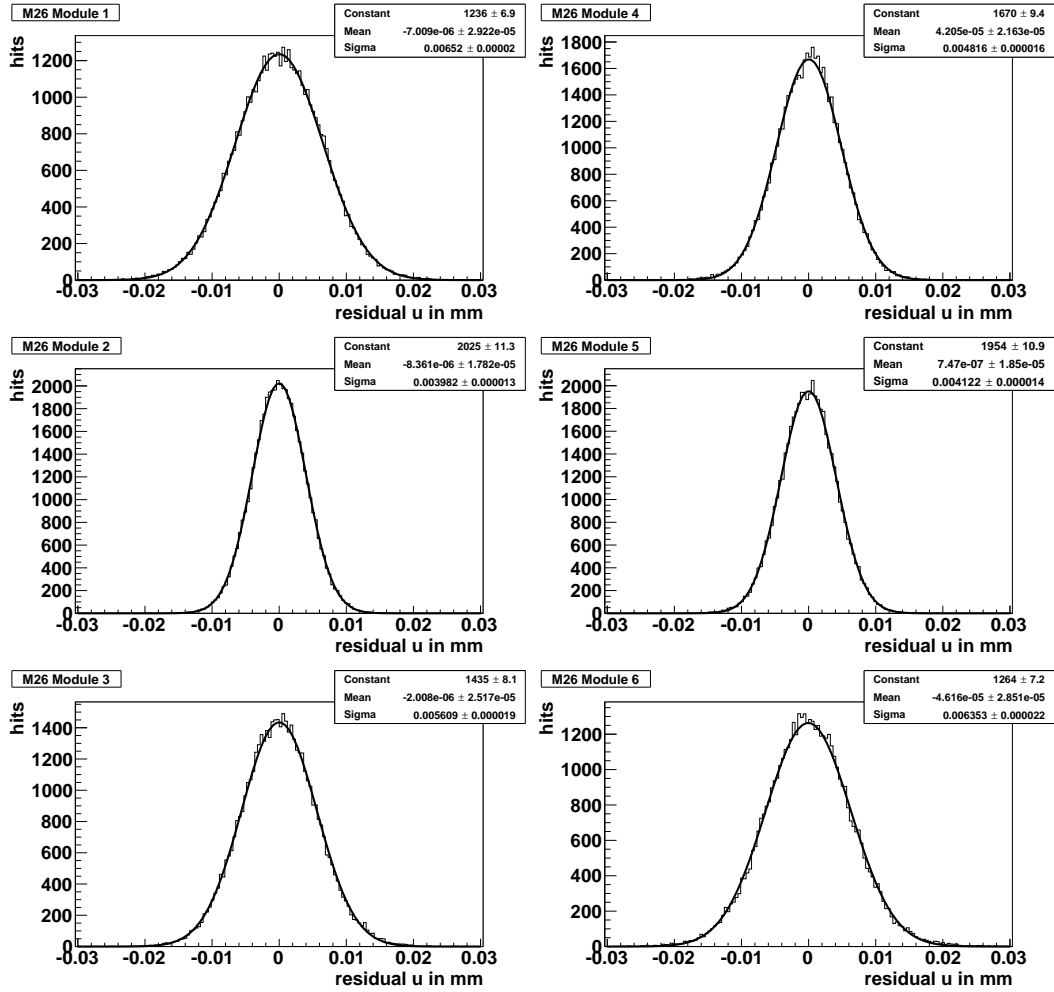 M26 Module 1
Constant 1236 ± 6.9
Mean -7.009e-06 ± 2.922e-05
Sigma 0.00652 ± 0.00002
hits
1200
1000
800
600
400
200
0
-0.03 -0.02 -0.01 0 0.01 0.02 0.03
residual u in mm
M26 Module 4
Constant 1670 ± 9.4
Mean 4.205e-05 ± 2.163e-05
Sigma 0.004816 ± 0.000016
hits
1800
1600
1400
1200
1000
800
600
400
200
0
-0.03 -0.02 -0.01 0 0.01 0.02 0.03
residual u in mm
M26 Module 2
Constant 2025 ± 11.3
Mean -8.361e-06 ± 1.782e-05
Sigma 0.003982 ± 0.000013
hits
2000
1800
1600
1400
1200
1000
800
600
400
200
0
-0.03 -0.02 -0.01 0 0.01 0.02 0.03
residual u in mm
M26 Module 5
Constant 1954 ± 10.9
Mean 7.47e-07 ± 1.85e-05
Sigma 0.004122 ± 0.000014
hits
2000
1800
1600
1400
1200
1000
800
600
400
200
0
-0.03 -0.02 -0.01 0 0.01 0.02 0.03
residual u in mm
M26 Module 3
Constant 1435 ± 8.1
Mean -2.008e-06 ± 2.517e-05
Sigma 0.005609 ± 0.000019
hits
1400
1200
1000
800
600
400
200
0
-0.03 -0.02 -0.01 0 0.01 0.02 0.03
residual u in mm
M26 Module 6
Constant 1264 ± 7.2
Mean -4.616e-05 ± 2.851e-05
Sigma 0.006353 ± 0.000022
hits
1200
1000
800
600
400
200
0
-0.03 -0.02 -0.01 0 0.01 0.02 0.03
residual u in mm